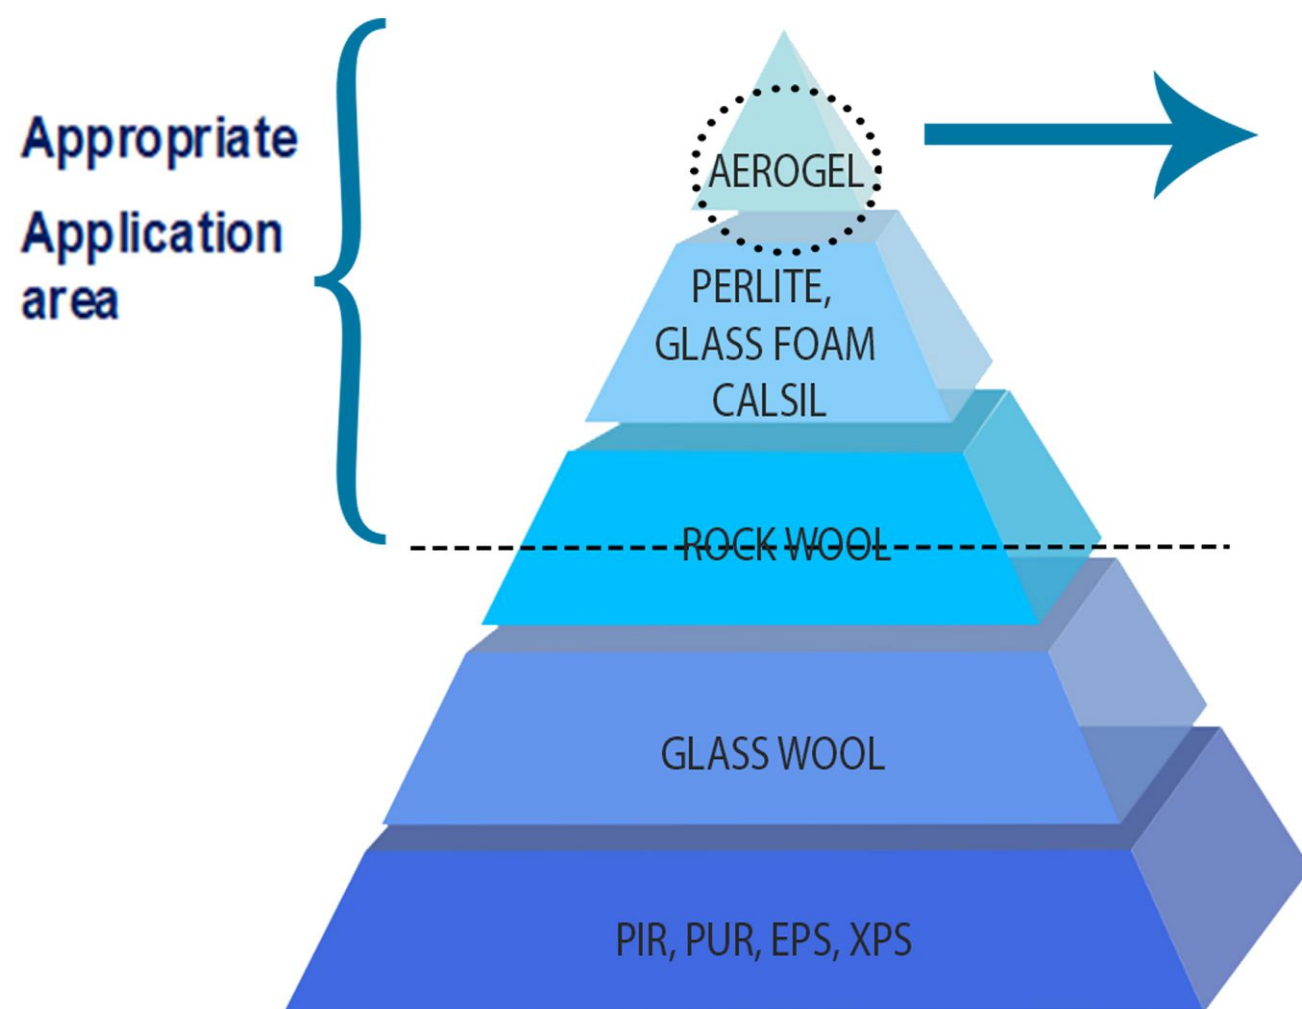 Appropriate
Application
area
AEROGEL
PERLITE,
GLASS FOAM
CALSIL
ROCK WOOL
GLASS WOOL
PIR, PUR, EPS, XPS